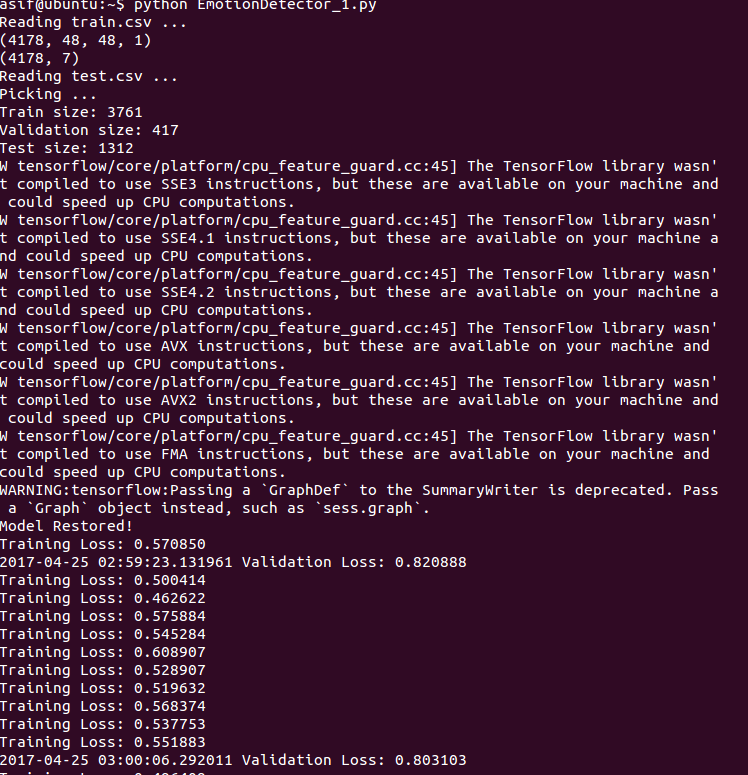 asif@ubuntu:~$ python EmotionDetector_1.py
Reading train.csv ...
(4178, 48, 48, 1)
(4178, 7)
Reading test.csv ...
Picking ...
Train size: 3761
Validation size: 417
Test size: 1312
W tensorflow/core/platform/cpu_feature_guard.cc:45] The TensorFlow library wasn'
t compiled to use SSE3 instructions, but these are available on your machine and
 could speed up CPU computations.
W tensorflow/core/platform/cpu_feature_guard.cc:45] The TensorFlow library wasn'
t compiled to use SSE4.1 instructions, but these are available on your machine a
nd could speed up CPU computations.
W tensorflow/core/platform/cpu_feature_guard.cc:45] The TensorFlow library wasn'
t compiled to use SSE4.2 instructions, but these are available on your machine a
nd could speed up CPU computations.
W tensorflow/core/platform/cpu_feature_guard.cc:45] The TensorFlow library wasn'
t compiled to use AVX instructions, but these are available on your machine and
could speed up CPU computations.
W tensorflow/core/platform/cpu_feature_guard.cc:45] The TensorFlow library wasn'
t compiled to use AVX2 instructions, but these are available on your machine and
 could speed up CPU computations.
W tensorflow/core/platform/cpu_feature_guard.cc:45] The TensorFlow library wasn'
t compiled to use FMA instructions, but these are available on your machine and
could speed up CPU computations.
WARNING:tensorflow:Passing a `GraphDef` to the SummaryWriter is deprecated. Pass
 a `Graph` object instead, such as `sess.graph`.
Model Restored!
Training Loss: 0.570850
2017-04-25 02:59:23.131961 Validation Loss: 0.820888
Training Loss: 0.500414
Training Loss: 0.462622
Training Loss: 0.575884
Training Loss: 0.545284
Training Loss: 0.608907
Training Loss: 0.528907
Training Loss: 0.519632
Training Loss: 0.568374
Training Loss: 0.537753
Training Loss: 0.551883
2017-04-25 03:00:06.292011 Validation Loss: 0.803103
Training Loss: